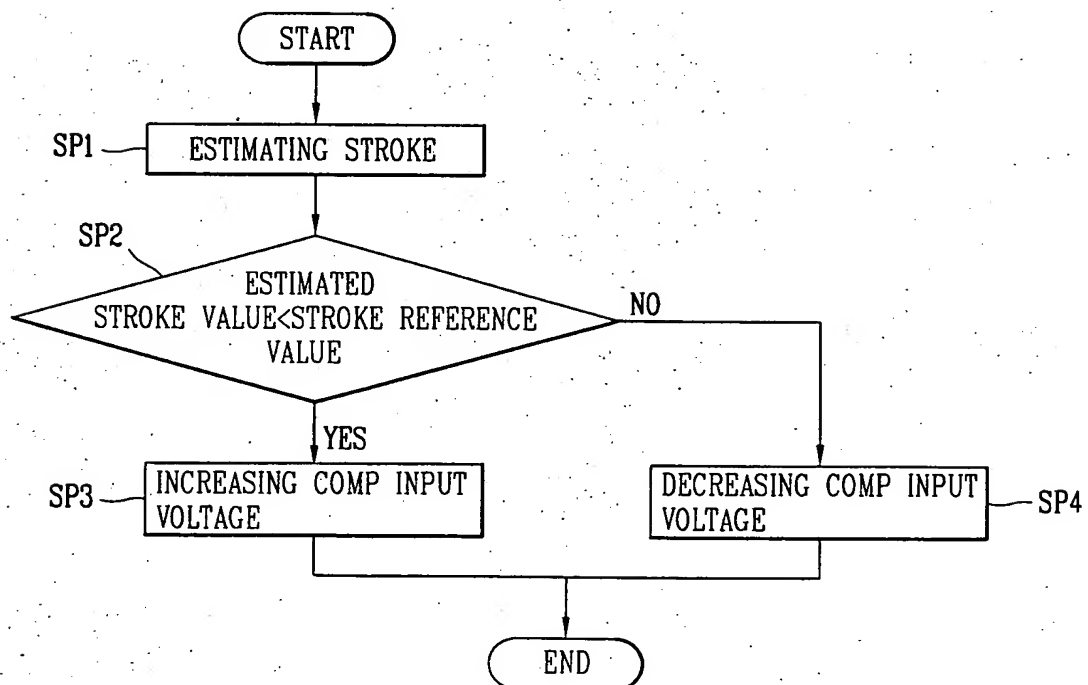 START
SP1
ESTIMATING STROKE
SP2
ESTIMATED
STROKE VALUE<STROKE REFERENCE
VALUE
NO
YES
SP3
INCREASING COMP INPUT
VOLTAGE
DECREASING COMP INPUT
VOLTAGE
SP4
END